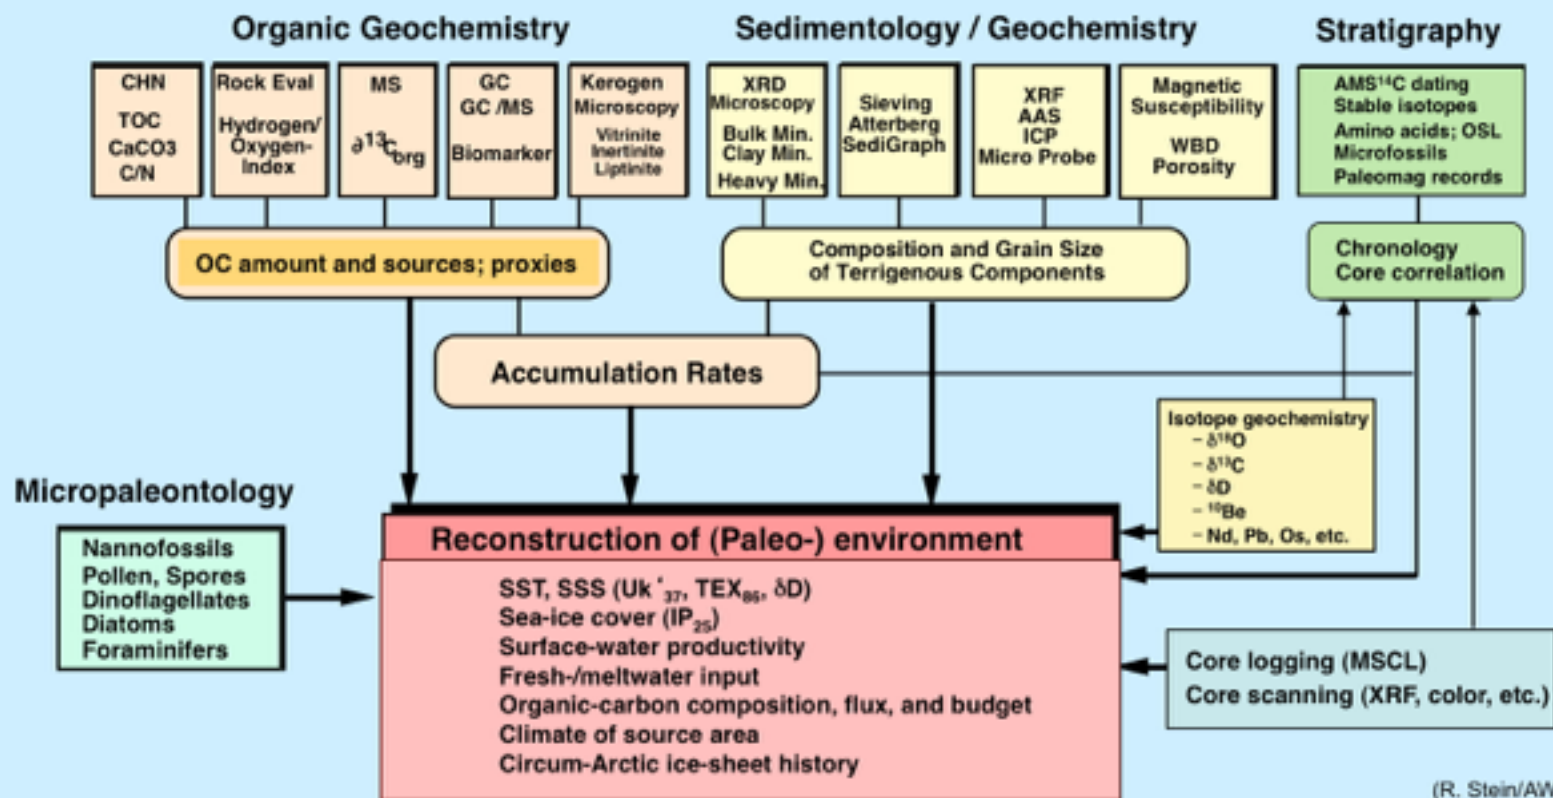 Organic Geochemistry
CHN
TOC
CaCO3
C/N
Rock Eval
Hydrogen/
Oxygen-
Index
MS
∂¹³Corg
GC
GC /MS
Biomarker
Kerogen
Microscopy
Vitrinite
Inertinite
Liptinite
OC amount and sources; proxies
Sedimentology / Geochemistry
XRD
Microscopy
Bulk Min.
Clay Min.
Heavy Min.
Sieving
Atterberg
SediGraph
XRF
AAS
ICP
Micro Probe
Magnetic
Susceptibility
WBD
Porosity
Composition and Grain Size
of Terrigenous Components
Stratigraphy
AMS¹⁴C dating
Stable isotopes
Amino acids; OSL
Microfossils
Paleomag records
Chronology
Core correlation
Accumulation Rates
Isotope geochemistry
– δ¹⁸O
– δ¹³C
– δD
– ¹⁰Be
– Nd, Pb, Os, etc.
Micropaleontology
Nannofossils
Pollen, Spores
Dinoflagellates
Diatoms
Foraminifers
Reconstruction of (Paleo-) environment
SST, SSS (Uk´₃₇, TEX₈₆, δD)
Sea-ice cover (IP₂₅)
Surface-water productivity
Fresh-/meltwater input
Organic-carbon composition, flux, and budget
Climate of source area
Circum-Arctic ice-sheet history
Core logging (MSCL)
Core scanning (XRF, color, etc.)
(R. Stein/AW